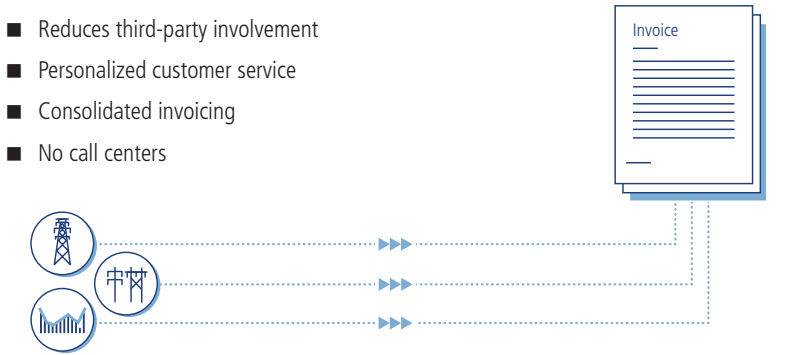 Reduces third-party involvement
Personalized customer service
Consolidated invoicing
No call centers
Invoice